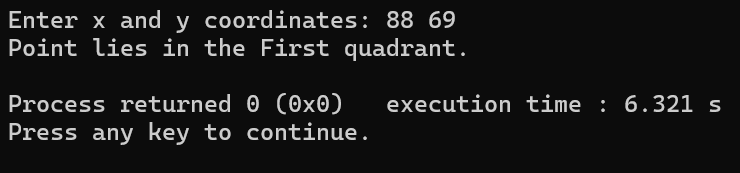 Enter x and y coordinates: 88 69
Point lies in the First quadrant.
Process returned 0 (0x0)   execution time : 6.321 s
Press any key to continue.